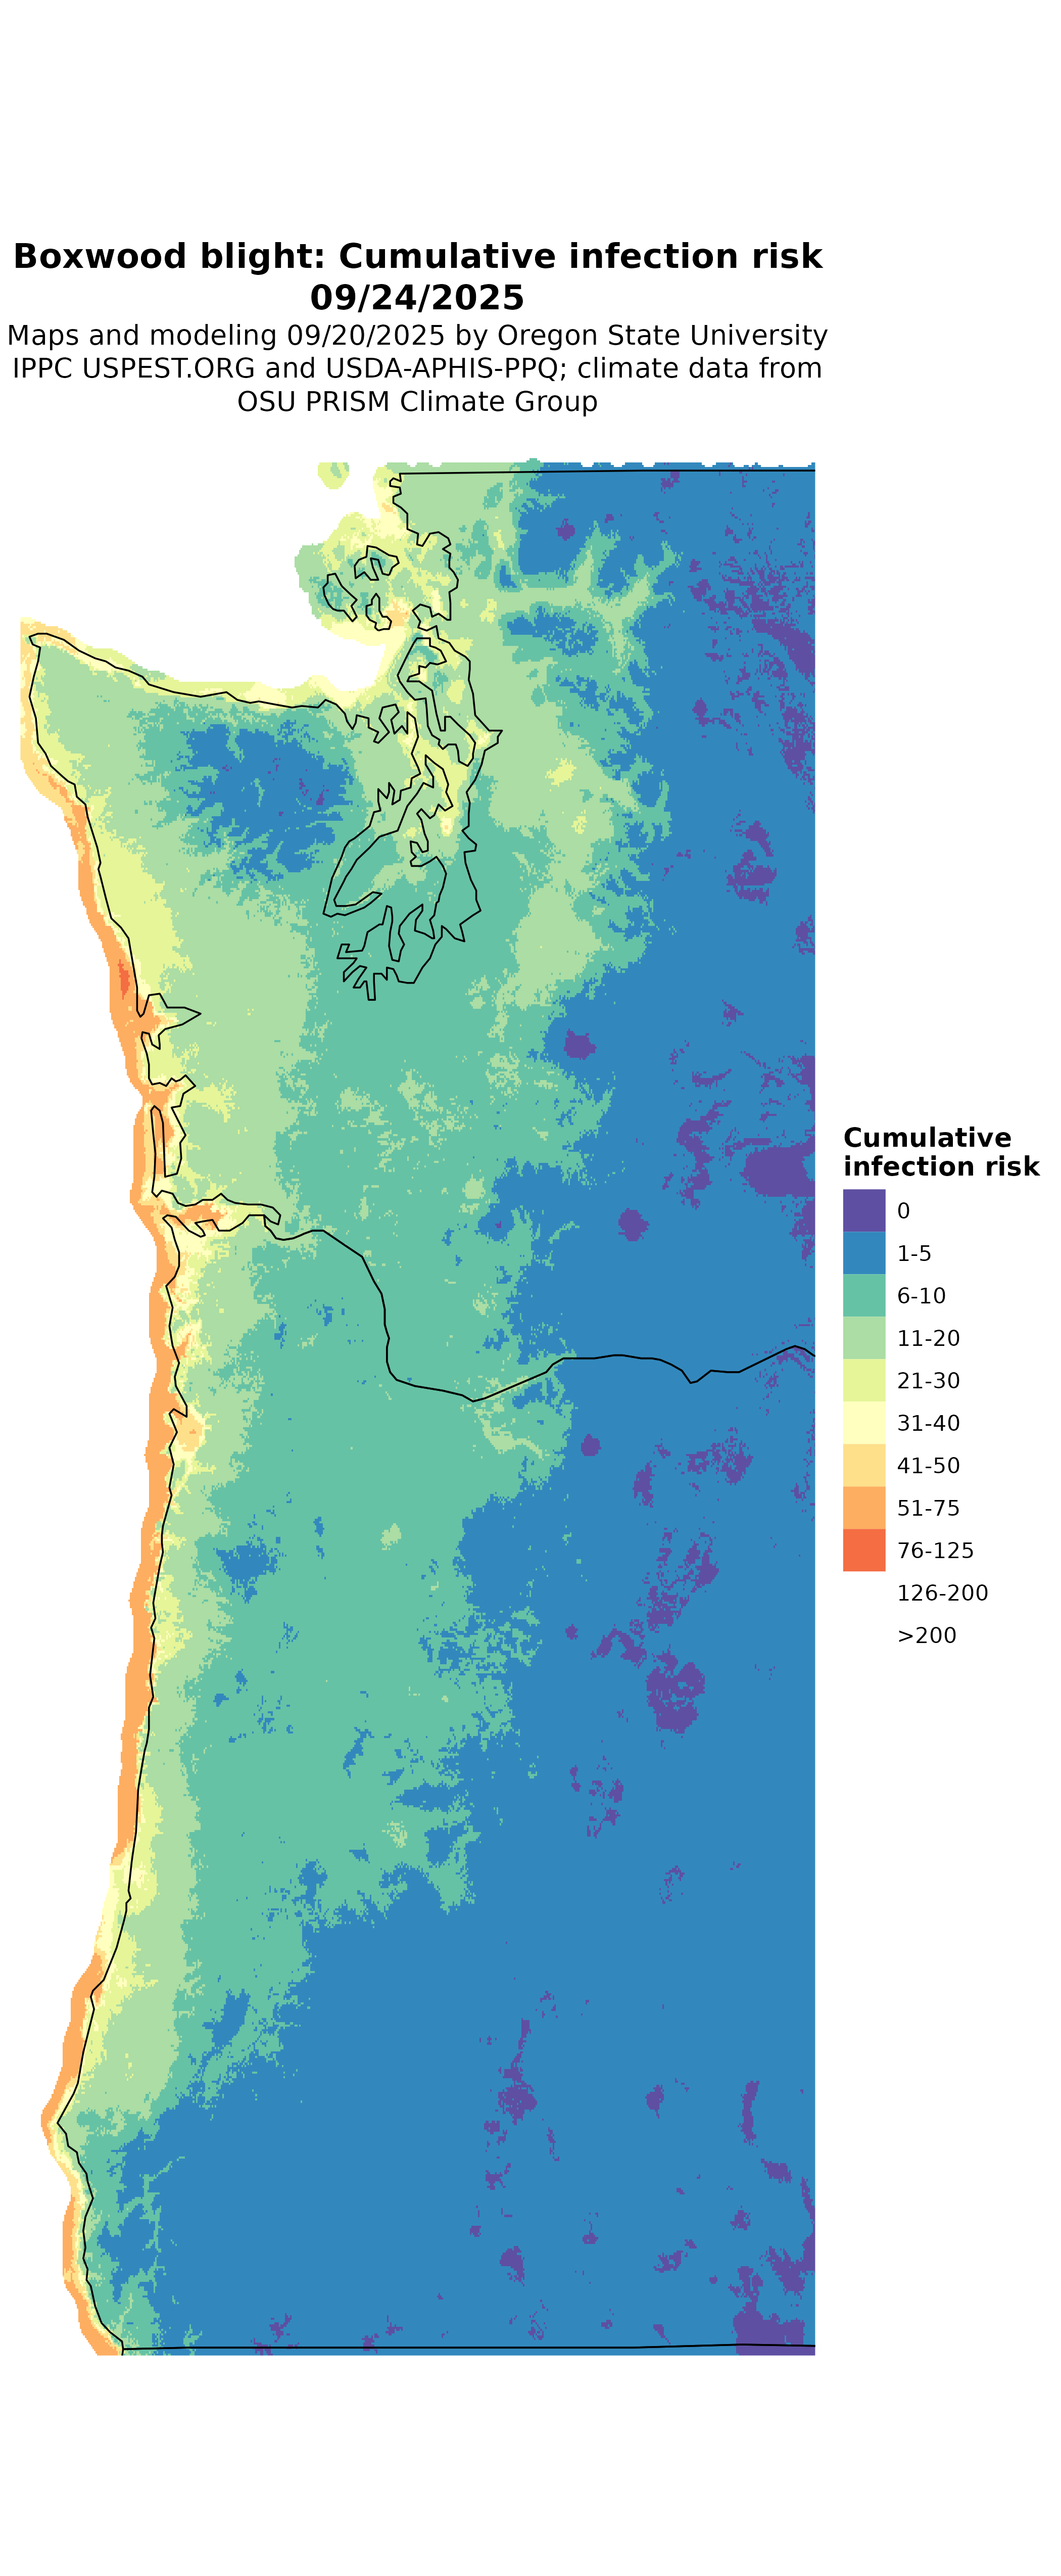 Boxwood blight: Cumulative infection risk
09/24/2025
Maps and modeling 09/20/2025 by Oregon State University
IPPC USPEST.ORG and USDA-APHIS-PPQ; climate data from
OSU PRISM Climate Group
Cumulative
infection risk
0
1-5
6-10
11-20
21-30
31-40
41-50
51-75
76-125
126-200
>200